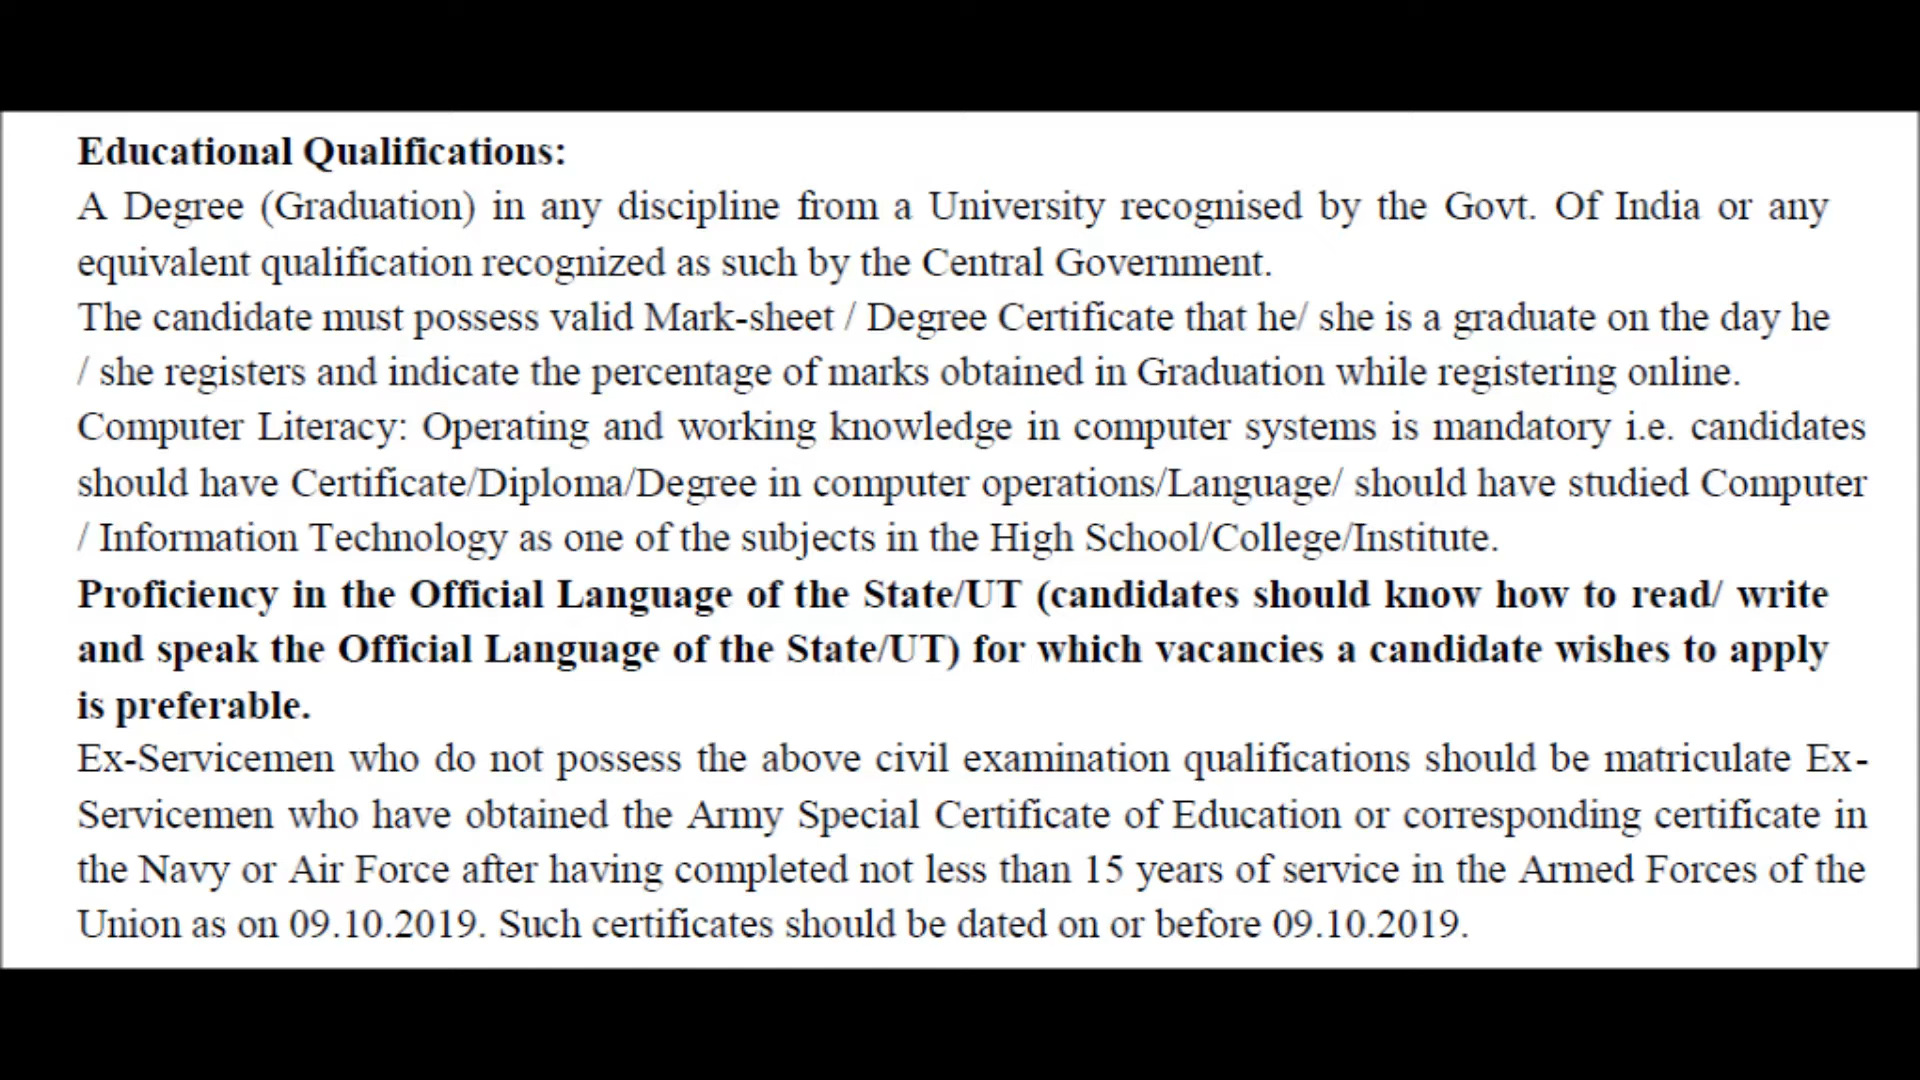 Educational Qualifications:
A Degree (Graduation) in any discipline from a University recognised by the Govt. Of India or any
equivalent qualification recognized as such by the Central Government.
The candidate must possess valid Mark-sheet / Degree Certificate that he/ she is a graduate on the day he
/ she registers and indicate the percentage of marks obtained in Graduation while registering online.
Computer Literacy: Operating and working knowledge in computer systems is mandatory i.e. candidates
should have Certificate/Diploma/Degree in computer operations/Language/ should have studied Computer
/ Information Technology as one of the subjects in the High School/College/Institute.
Proficiency in the Official Language of the State/UT (candidates should know how to read/ write
and speak the Official Language of the State/UT) for which vacancies a candidate wishes to apply
is preferable.
Ex-Servicemen who do not possess the above civil examination qualifications should be matriculate Ex-
Servicemen who have obtained the Army Special Certificate of Education or corresponding certificate in
the Navy or Air Force after having completed not less than 15 years of service in the Armed Forces of the
Union as on 09.10.2019. Such certificates should be dated on or before 09.10.2019.